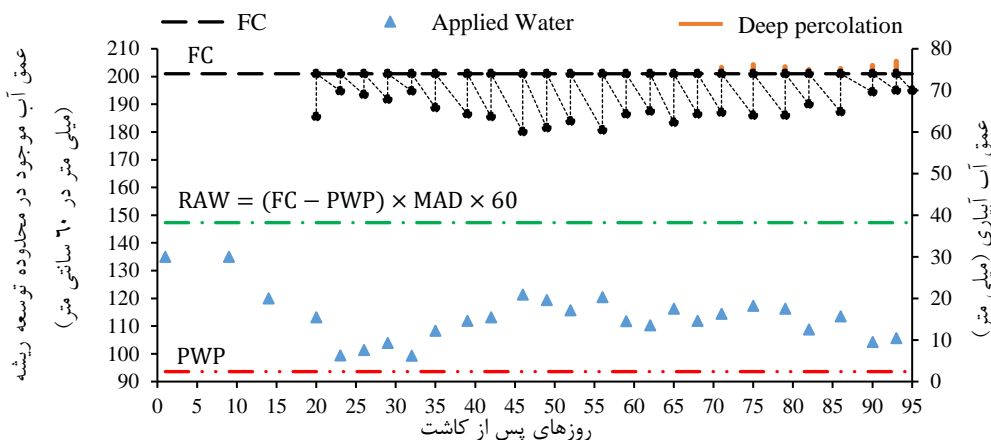 FC Applied Water Deep percolation
عمق آب موجود در محدوده توسعه ریشه
(میلی متر در ۶۰ سانتی متر)
210
200
190
180
170
160
150
140
130
120
110
100
90
FC
RAW = (FC − PWP) × MAD × 60
PWP
80
70
60
50
40
30
20
10
0
عمق آب آبیاری (میلی متر)
0 5 10 15 20 25 30 35 40 45 50 55 60 65 70 75 80 85 90 95
روزهای پس از کاشت